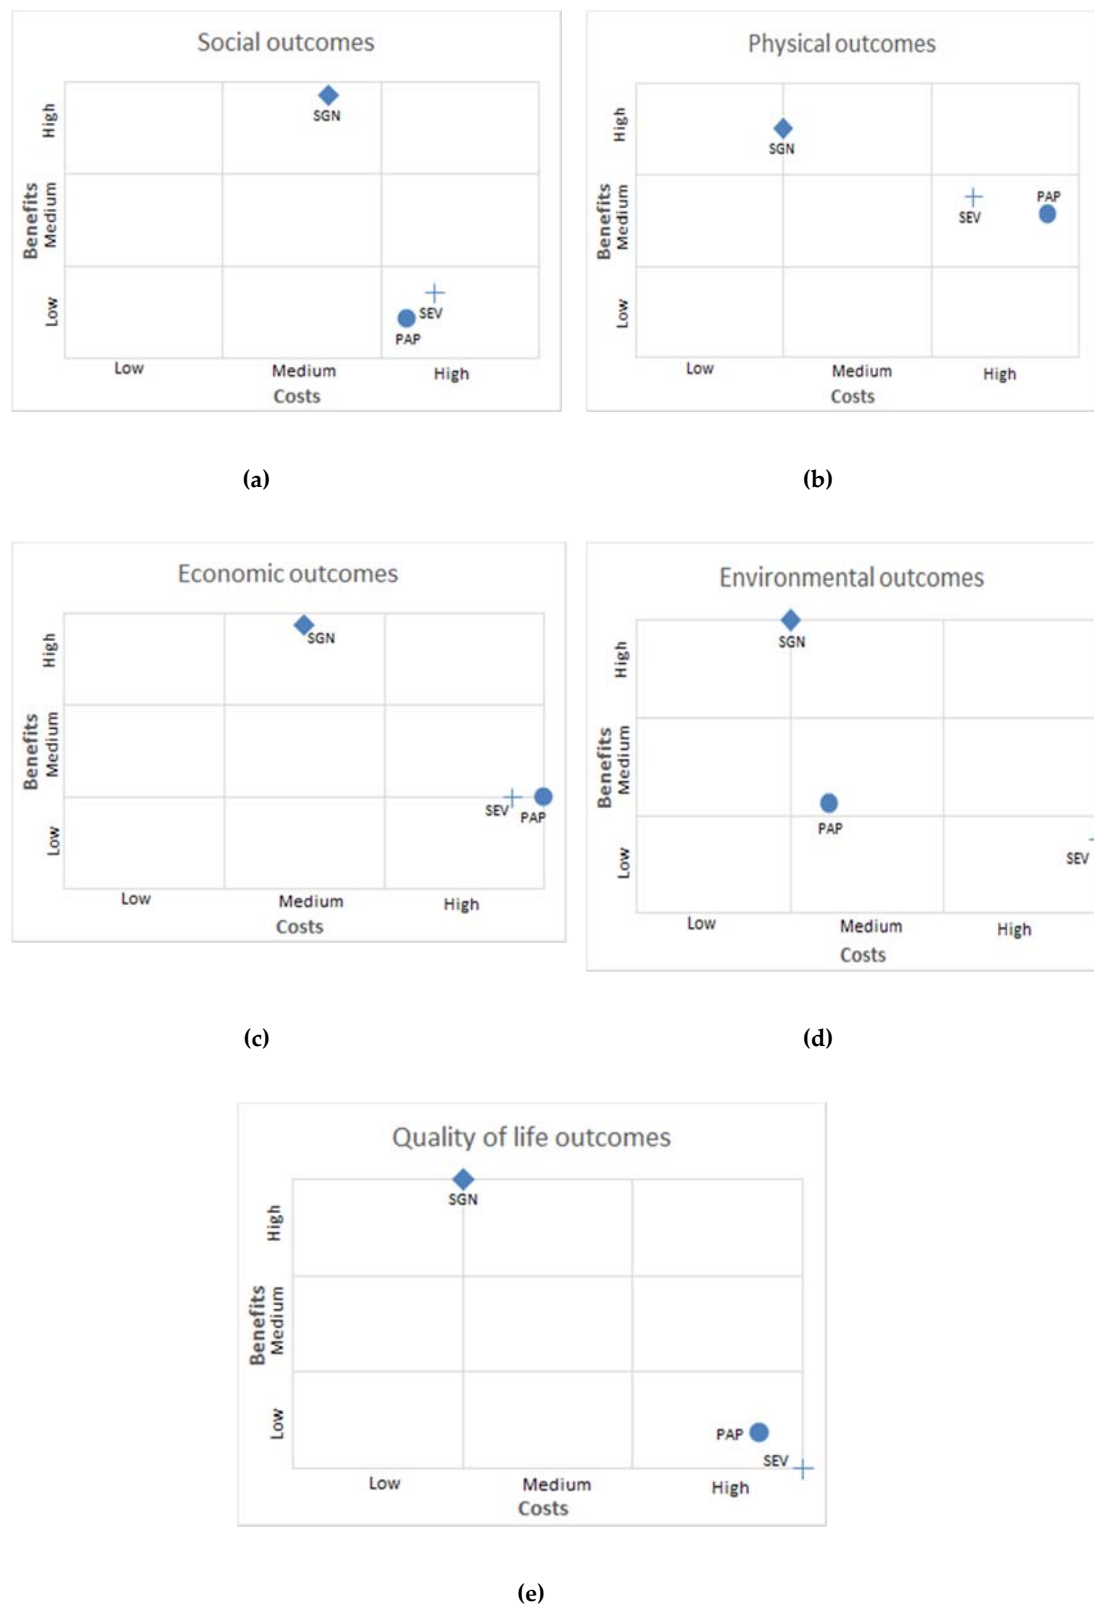 Social outcomes
High
SGN
Benefits
Medium
Low
SEV
PAP
Low Medium High
Costs
(a)
Physical outcomes
High
SGN
Benefits
Medium
PAP
SEV
Low
Low Medium High
Costs
(b)
Economic outcomes
High
SGN
Benefits
Medium
SEV PAP
Low
Low Medium High
Costs
(c)
Environmental outcomes
High
SGN
Benefits
Medium
PAP
Low
SEV
Low Medium High
Costs
(d)
Quality of life outcomes
High
SGN
Benefits
Medium
Low
PAP
SEV
Low Medium High
Costs
(e)